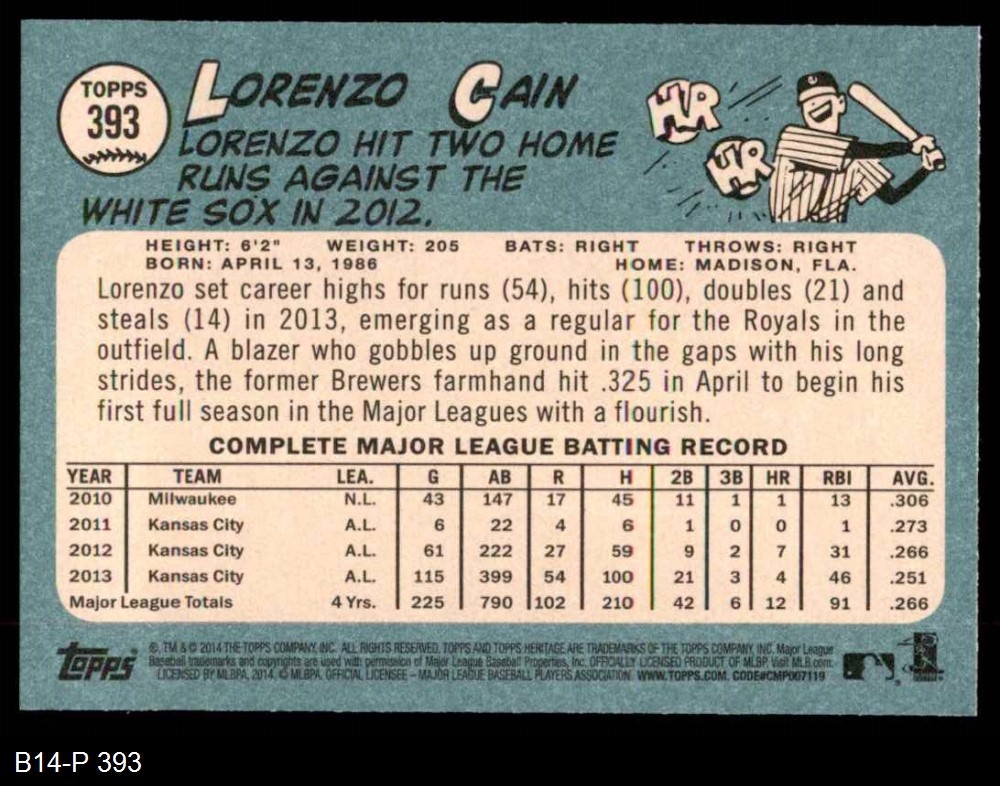 TOPPS
393
LORENZO CAIN
LORENZO HIT TWO HOME
RUNS AGAINST THE
WHITE SOX IN 2012.
HR
HR
HEIGHT: 6'2" WEIGHT: 205 BATS: RIGHT THROWS: RIGHT
BORN: APRIL 13, 1986 HOME: MADISON, FLA.
Lorenzo set career highs for runs (54), hits (100), doubles (21) and
steals (14) in 2013, emerging as a regular for the Royals in the
outfield. A blazer who gobbles up ground in the gaps with his long
strides, the former Brewers farmhand hit .325 in April to begin his
first full season in the Major Leagues with a flourish.
COMPLETE MAJOR LEAGUE BATTING RECORD
YEAR TEAM LEA. G AB R H 2B 3B HR RBI AVG.
2010 Milwaukee N.L. 43 147 17 45 11 1 1 13 .306
2011 Kansas City A.L. 6 22 4 6 1 0 0 1 .273
2012 Kansas City A.L. 61 222 27 59 9 2 7 31 .266
2013 Kansas City A.L. 115 399 54 100 21 3 4 46 .251
Major League Totals 4 Yrs. 225 790 102 210 42 6 12 91 .266
topps
®, TM & © 2014 THE TOPPS COMPANY, INC. ALL RIGHTS RESERVED. TOPPS AND TOPPS HERITAGE ARE TRADEMARKS OF THE TOPPS COMPANY, INC. Major League
Baseball trademarks and copyrights are used with permission of Major League Baseball Properties, Inc. OFFICIALLY LICENSED PRODUCT OF MLBP. Visit MLB.com.
LICENSED BY MLBPA, 2014. © MLBPA. OFFICIAL LICENSEE – MAJOR LEAGUE BASEBALL PLAYERS ASSOCIATION. WWW.TOPPS.COM. CODE#CMP007119
B14-P 393